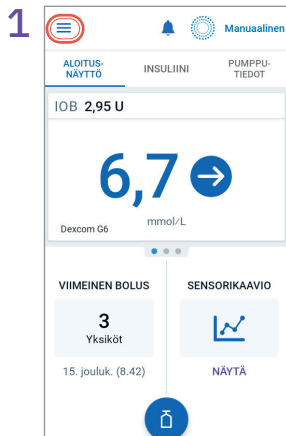 1
Manuaalinen
ALOITUS-
NÄYTTÖ
INSULIINI
PUMPPU-
TIEDOT
IOB 2,95 U
6,7
mmol/L
Dexcom G6
VIIMEINEN BOLUS
3
Yksiköt
15. jouluk. (8.42)
SENSORIKAAVIO
NÄYTÄ